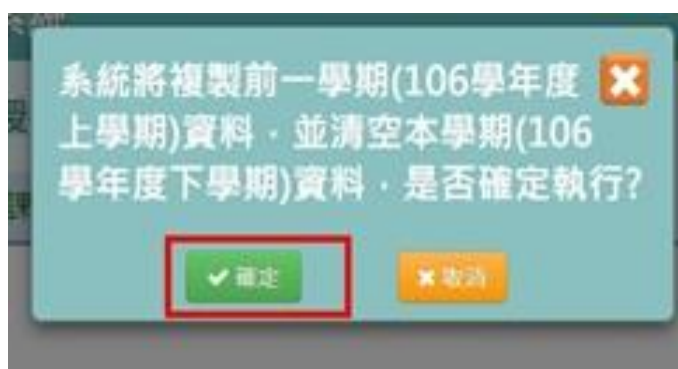 系統將複製前一學期(106學年度
上學期)資料，並清空本學期(106
學年度下學期)資料，是否確定執行?
確定
取消